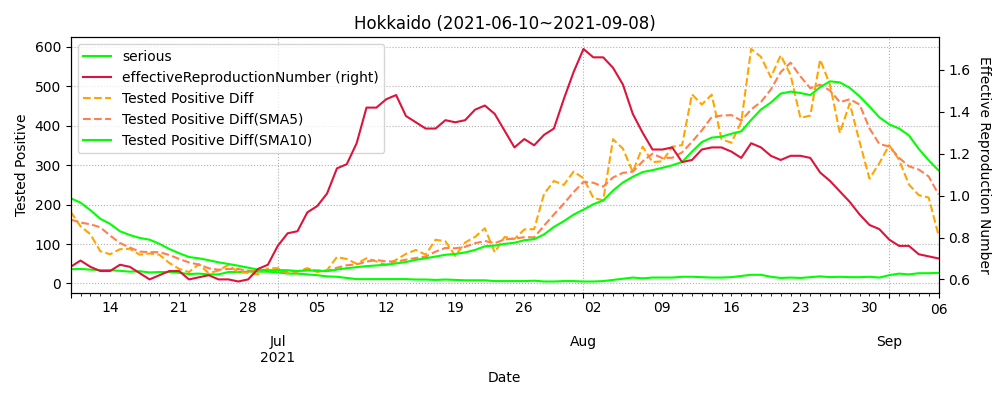 Hokkaido (2021-06-10~2021-09-08)
serious
effectiveReproductionNumber (right)
Tested Positive Diff
Tested Positive Diff(SMA5)
Tested Positive Diff(SMA10)
Tested Positive
600
500
400
300
200
100
0
1.6
1.4
1.2
1.0
0.8
0.6
Effective Reproduction Number
14 21 28 05 12 19 26 02 09 16 23 30 06
Jul Aug Sep
2021
Date